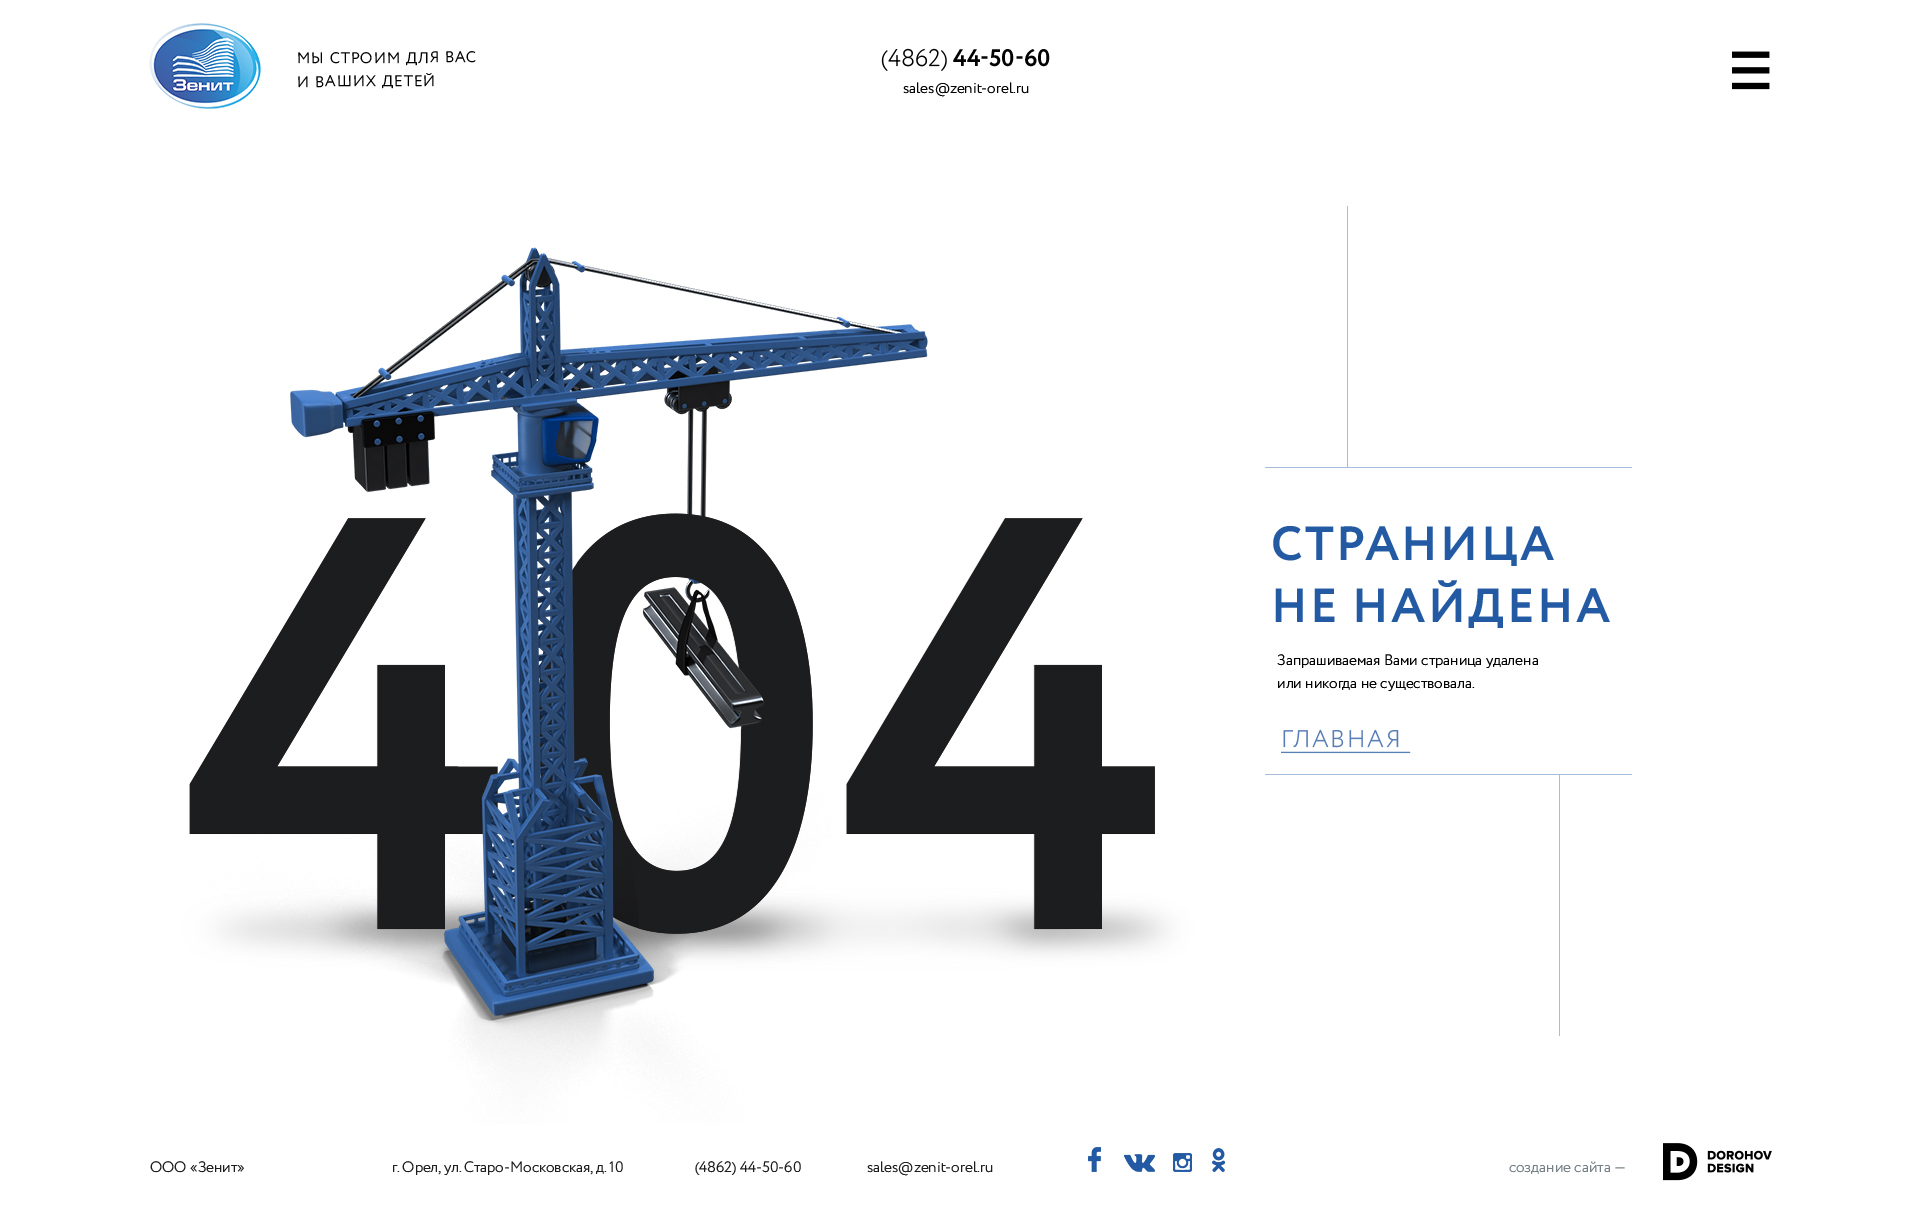 Зенит
МЫ СТРОИМ ДЛЯ ВАС
И ВАШИХ ДЕТЕЙ
(4862) 44-50-60
sales@zenit-orel.ru
404
СТРАНИЦА
НЕ НАЙДЕНА
Запрашиваемая Вами страница удалена
или никогда не существовала.
ГЛАВНАЯ
ООО «Зенит»
г. Орел, ул. Старо-Московская, д. 10
(4862) 44-50-60
sales@zenit-orel.ru
создание сайта —
DOROHOV
DESIGN